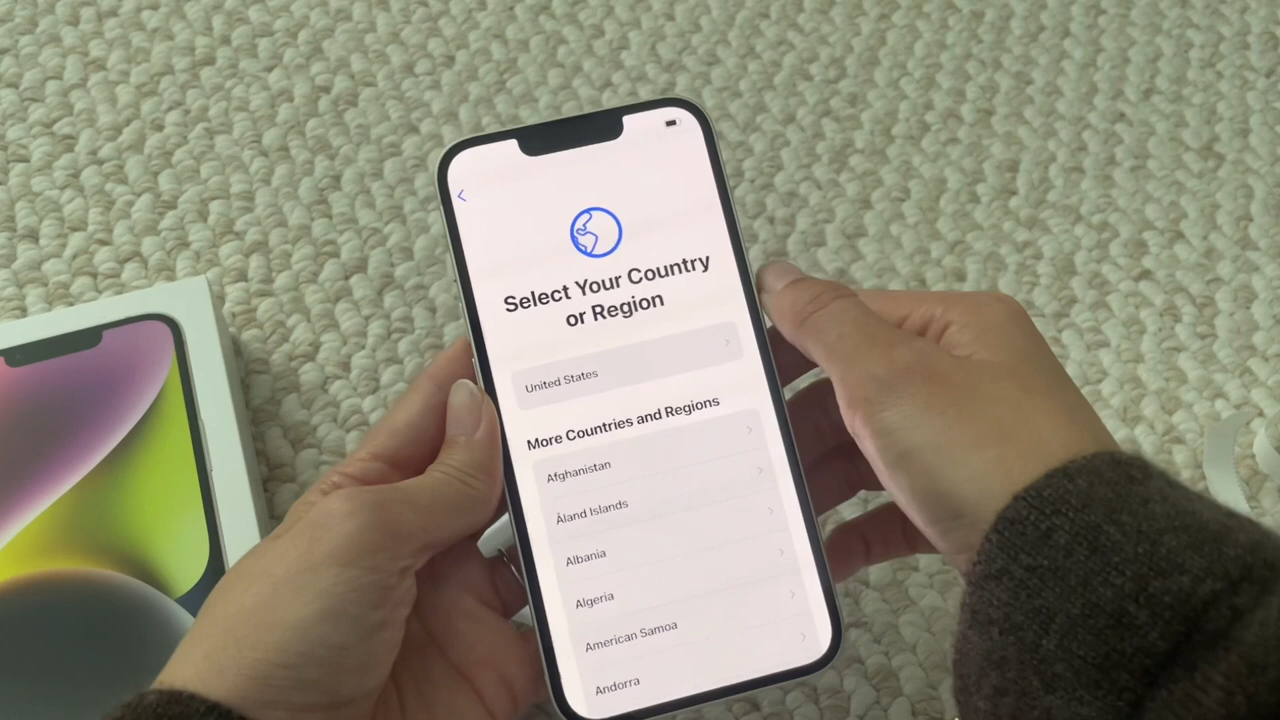 Select Your Country
or Region
United States
More Countries and Regions
Afghanistan
Åland Islands
Albania
Algeria
American Samoa
Andorra